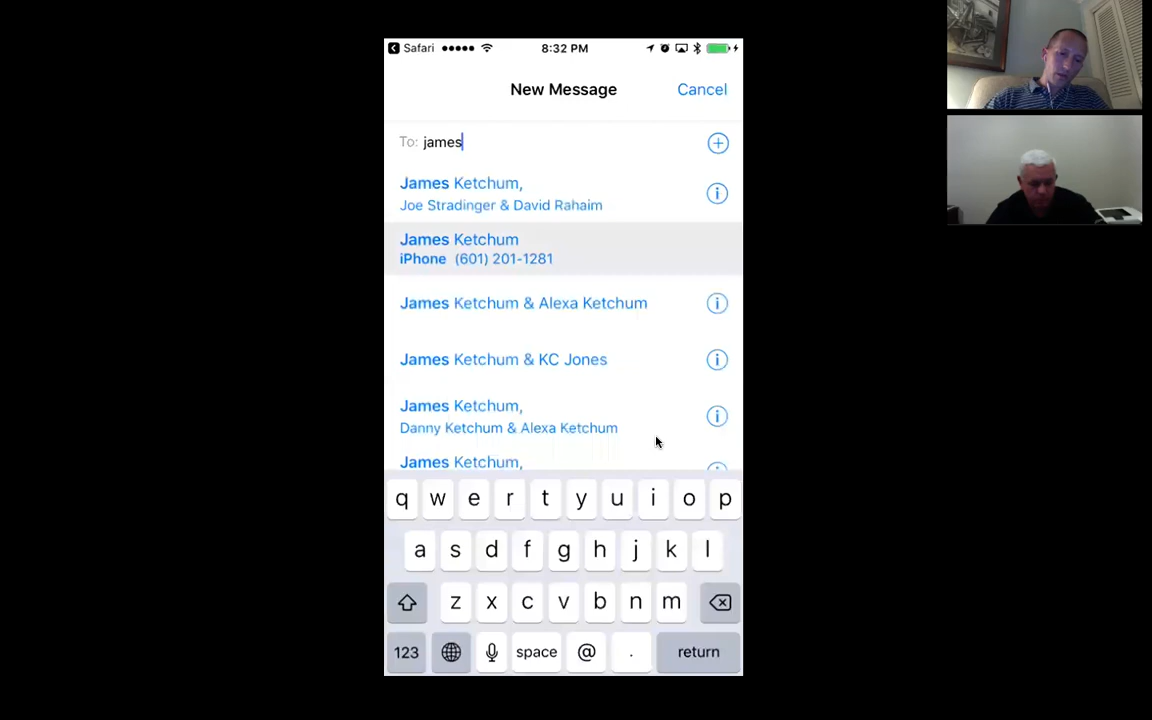 Safari 8:32 PM
New Message Cancel
To: james
James Ketchum,
Joe Stradinger & David Rahaim
James Ketchum
iPhone (601) 201-1281
James Ketchum & Alexa Ketchum
James Ketchum & KC Jones
James Ketchum,
Danny Ketchum & Alexa Ketchum
James Ketchum,
q w e r t y u i o p
a s d f g h j k l
z x c v b n m
123 space @ . return